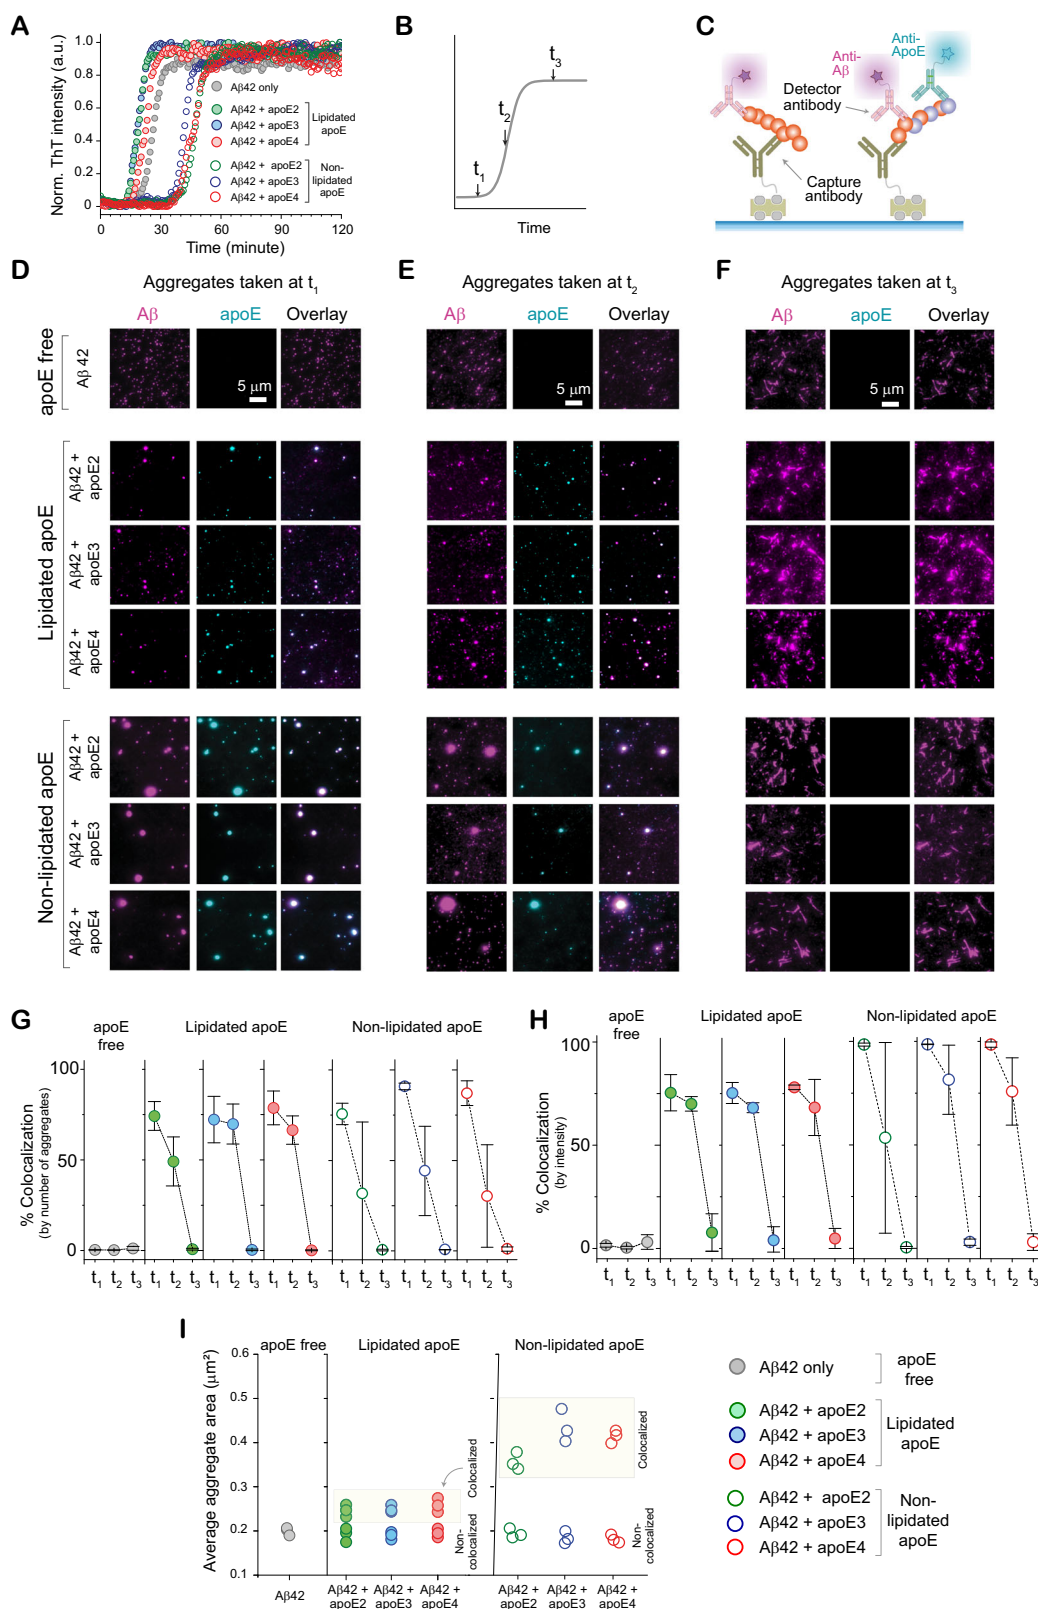 A
Norm. ThT intensity (a.u.)
1.0
0.8
0.6
0.4
0.2
0
0 30 60 90 120
Time (minute)
Aβ42 only
Aβ42 + apoE2
Aβ42 + apoE3
Aβ42 + apoE4
Lipidated
apoE
Aβ42 + apoE2
Aβ42 + apoE3
Aβ42 + apoE4
Non-
lipidated
apoE
B
t1
t2
t3
Time
C
Anti-
Aβ
Anti-
ApoE
Detector
antibody
Capture
antibody
D
Aggregates taken at t1
Aβ apoE Overlay
E
Aggregates taken at t2
Aβ apoE Overlay
F
Aggregates taken at t3
Aβ apoE Overlay
apoE free
Aβ 42
5 μm
5 μm
5 μm
Lipidated apoE
Aβ42 +
apoE2
Aβ42 +
apoE3
Aβ42 +
apoE4
Non-lipidated apoE
Aβ42 +
apoE2
Aβ42 +
apoE3
Aβ42 +
apoE4
G
apoE
free
Lipidated apoE
Non-lipidated apoE
% Colocalization
(by number of aggregates)
100
50
0
t1 t2 t3 t1 t2 t3 t1 t2 t3 t1 t2 t3 t1 t2 t3 t1 t2 t3 t1 t2 t3
H
apoE
free
Lipidated apoE
Non-lipidated apoE
% Colocalization
(by intensity)
100
50
0
t1 t2 t3 t1 t2 t3 t1 t2 t3 t1 t2 t3 t1 t2 t3 t1 t2 t3 t1 t2 t3
I
apoE free
Lipidated apoE
Non-lipidated apoE
Average aggregate area (μm²)
0.6
0.5
0.4
0.3
0.2
0.1
Colocalized
Non-
colocalized
Colocalized
Non-
colocalized
Aβ42
Aβ42 +
apoE2
Aβ42 +
apoE3
Aβ42 +
apoE4
Aβ42 +
apoE2
Aβ42 +
apoE3
Aβ42 +
apoE4
Aβ42 only
apoE
free
Aβ42 + apoE2
Aβ42 + apoE3
Aβ42 + apoE4
Lipidated
apoE
Aβ42 + apoE2
Aβ42 + apoE3
Aβ42 + apoE4
Non-
lipidated
apoE